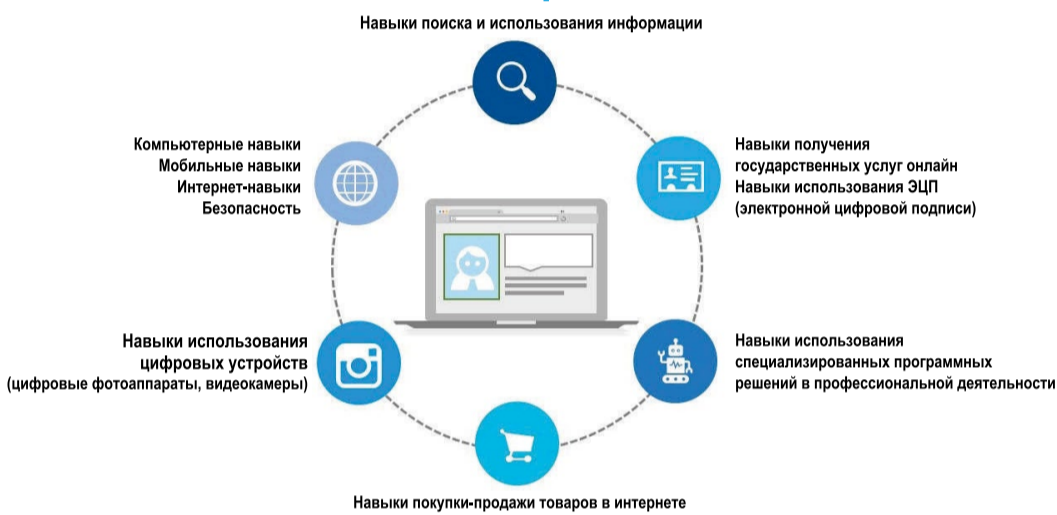 Навыки поиска и использования информации
Компьютерные навыки
Мобильные навыки
Интернет-навыки
Безопасность
Навыки получения
государственных услуг онлайн
Навыки использования ЭЦП
(электронной цифровой подписи)
Навыки использования
цифровых устройств
(цифровые фотоаппараты, видеокамеры)
Навыки использования
специализированных программных
решений в профессиональной деятельности
Навыки покупки-продажи товаров в интернете